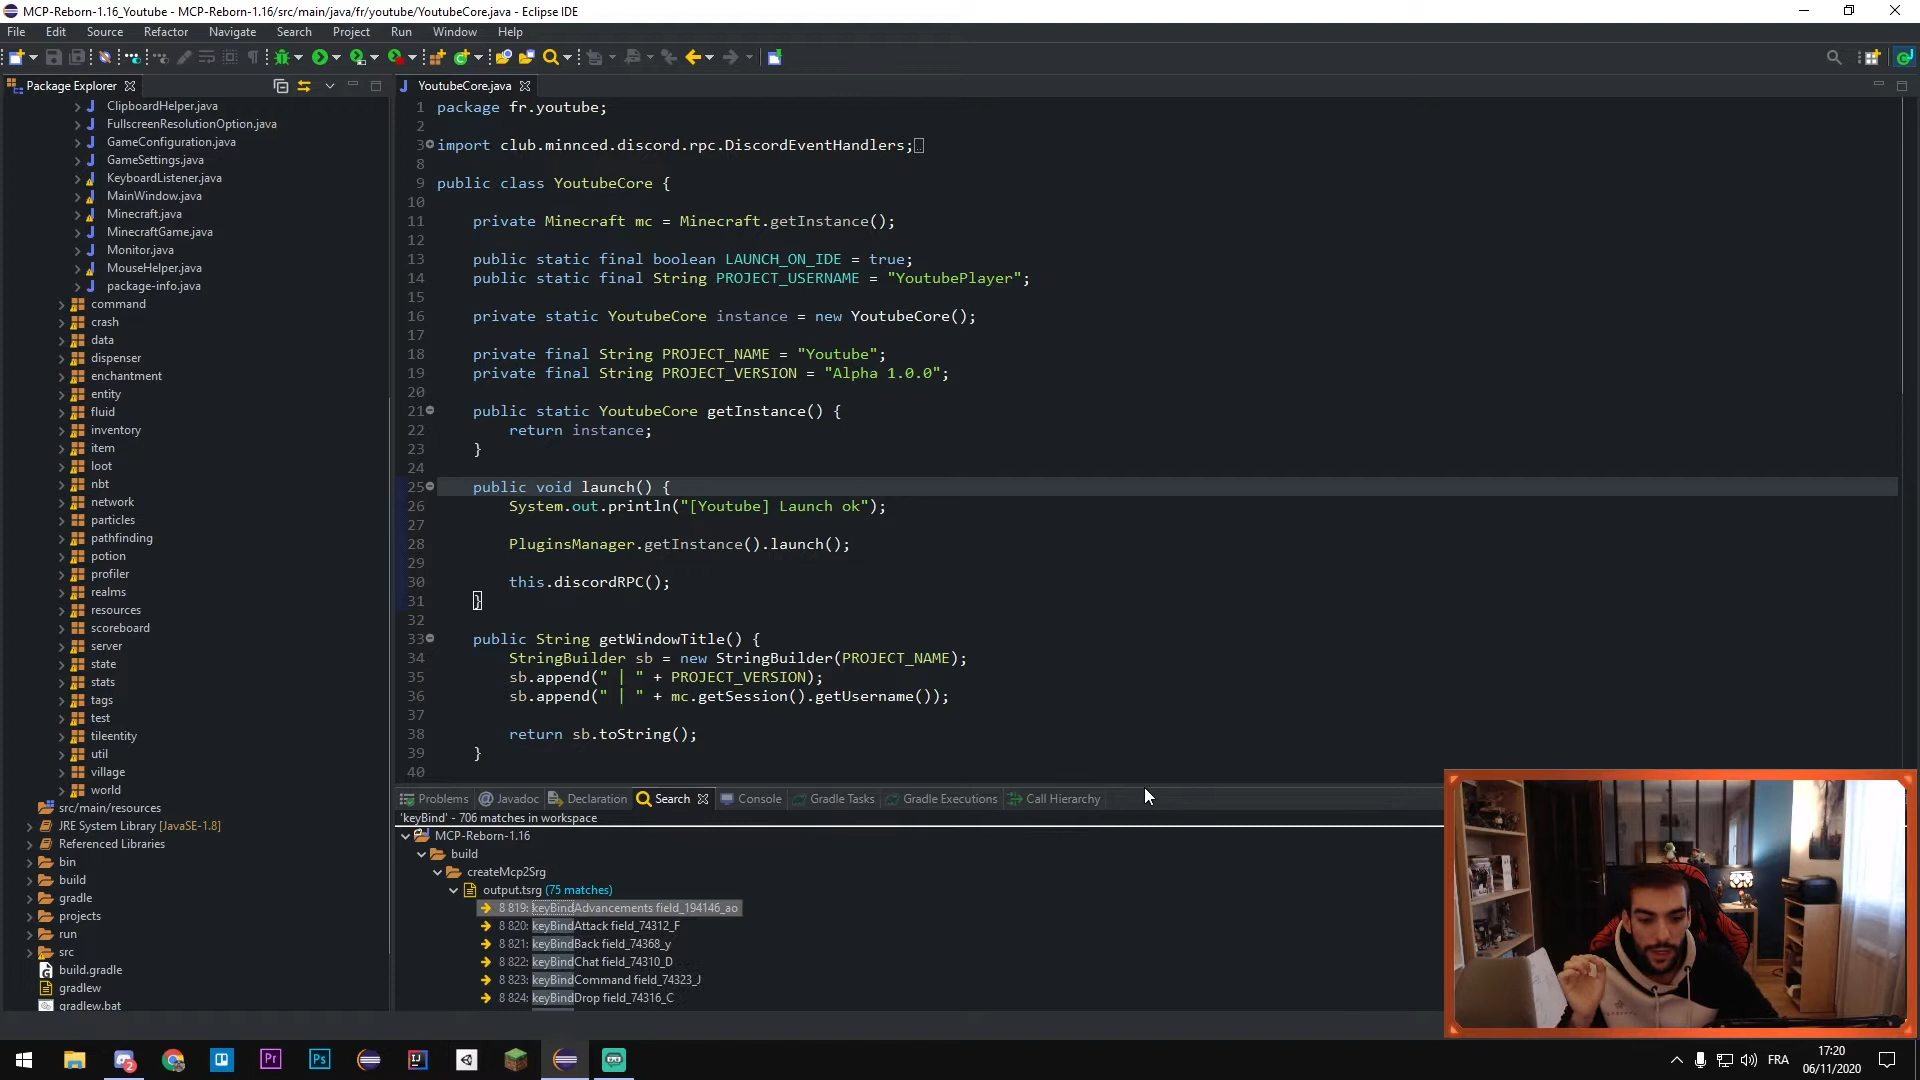 MCP-Reborn-1.16_Youtube - MCP-Reborn-1.16/src/main/java/fr/youtube/YoutubeCore.java - Eclipse IDE
File Edit Source Refactor Navigate Search Project Run Window Help
Package Explorer
ClipboardHelper.java
FullscreenResolutionOption.java
GameConfiguration.java
GameSettings.java
KeyboardListener.java
MainWindow.java
Minecraft.java
MinecraftGame.java
Monitor.java
MouseHelper.java
package-info.java
command
crash
data
dispenser
enchantment
entity
fluid
inventory
item
loot
nbt
network
particles
pathfinding
potion
profiler
realms
resources
scoreboard
server
state
stats
tags
test
tileentity
util
village
world
src/main/resources
JRE System Library [JavaSE-1.8]
Referenced Libraries
bin
build
gradle
projects
run
src
build.gradle
gradlew
gradlew.bat
YoutubeCore.java
1 package fr.youtube;
2
3 import club.minnced.discord.rpc.DiscordEventHandlers;
8
9 public class YoutubeCore {
10
11 private Minecraft mc = Minecraft.getInstance();
12
13 public static final boolean LAUNCH_ON_IDE = true;
14 public static final String PROJECT_USERNAME = "YoutubePlayer";
15
16 private static YoutubeCore instance = new YoutubeCore();
17
18 private final String PROJECT_NAME = "Youtube";
19 private final String PROJECT_VERSION = "Alpha 1.0.0";
20
21 public static YoutubeCore getInstance() {
22 return instance;
23 }
24
25 public void launch() {
26 System.out.println("[Youtube] Launch ok");
27
28 PluginsManager.getInstance().launch();
29
30 this.discordRPC();
31 }
32
33 public String getWindowTitle() {
34 StringBuilder sb = new StringBuilder(PROJECT_NAME);
35 sb.append(" | " + PROJECT_VERSION);
36 sb.append(" | " + mc.getSession().getUsername());
37
38 return sb.toString();
39 }
40
Problems Javadoc Declaration Search Console Gradle Tasks Gradle Executions Call Hierarchy
'keyBind' - 706 matches in workspace
MCP-Reborn-1.16
build
createMcp2Srg
output.tsrg (75 matches)
8 819: keyBindAdvancements field_194146_ao
8 820: keyBindAttack field_74312_F
8 821: keyBindBack field_74368_y
8 822: keyBindChat field_74310_D
8 823: keyBindCommand field_74323_J
8 824: keyBindDrop field_74316_C
2
Pr
Ps
IJ
FRA
17:20
06/11/2020